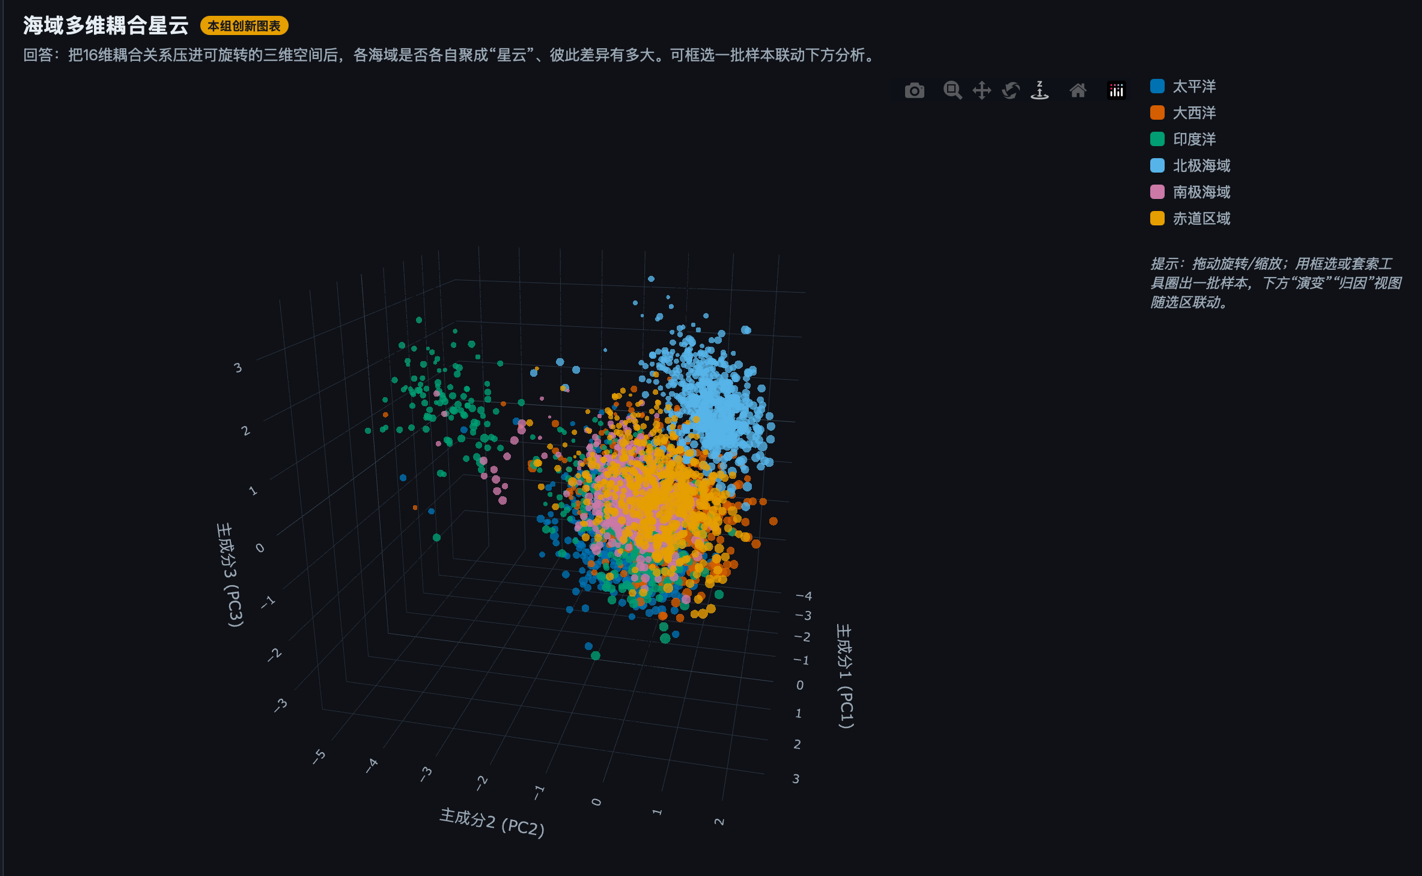 海域多维耦合星云 本组创新图表
回答：把16维耦合关系压进可旋转的三维空间后，各海域是否各自聚成“星云”、彼此差异有多大。可框选一批样本联动下方分析。
Z
太平洋
大西洋
印度洋
北极海域
南极海域
赤道区域
提示：拖动旋转/缩放；用框选或套索工
具圈出一批样本，下方“演变”“归因”视图
随选区联动。
3
2
1
0
−1
−2
−3
主成分3 (PC3)
−5
−4
−3
−2
−1
0
1
2
主成分2 (PC2)
−4
−3
−2
−1
0
1
2
3
主成分1 (PC1)